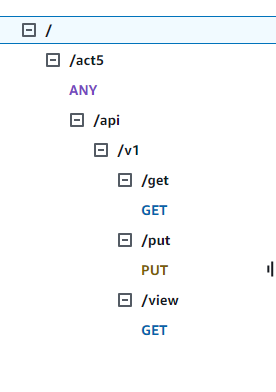 /
/act5
ANY
/api
/v1
/get
GET
/put
PUT
/view
GET